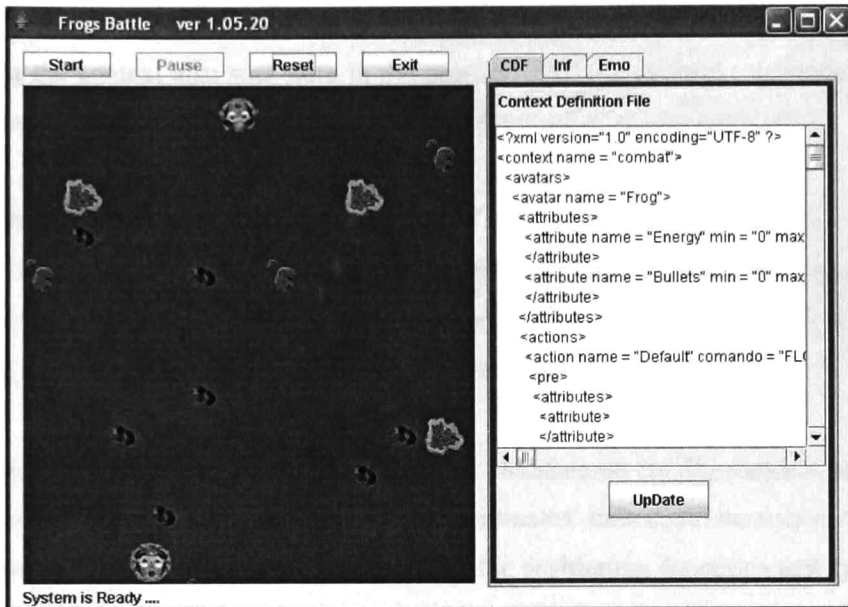 Frogs Battle ver 1.05.20
Start Pause Reset Exit
CDF Inf Emo
Context Definition File
<?xml version="1.0" encoding="UTF-8" ?>
<context name = "combat">
<avatars>
<avatar name = "Frog">
<attributes>
<attribute name = "Energy" min = "0" max
</attribute>
<attribute name = "Bullets" min = "0" max
</attribute>
</attributes>
<actions>
<action name = "Default" comando = "FL
<pre>
<attributes>
<attribute>
</attribute>
UpDate
System is Ready ....